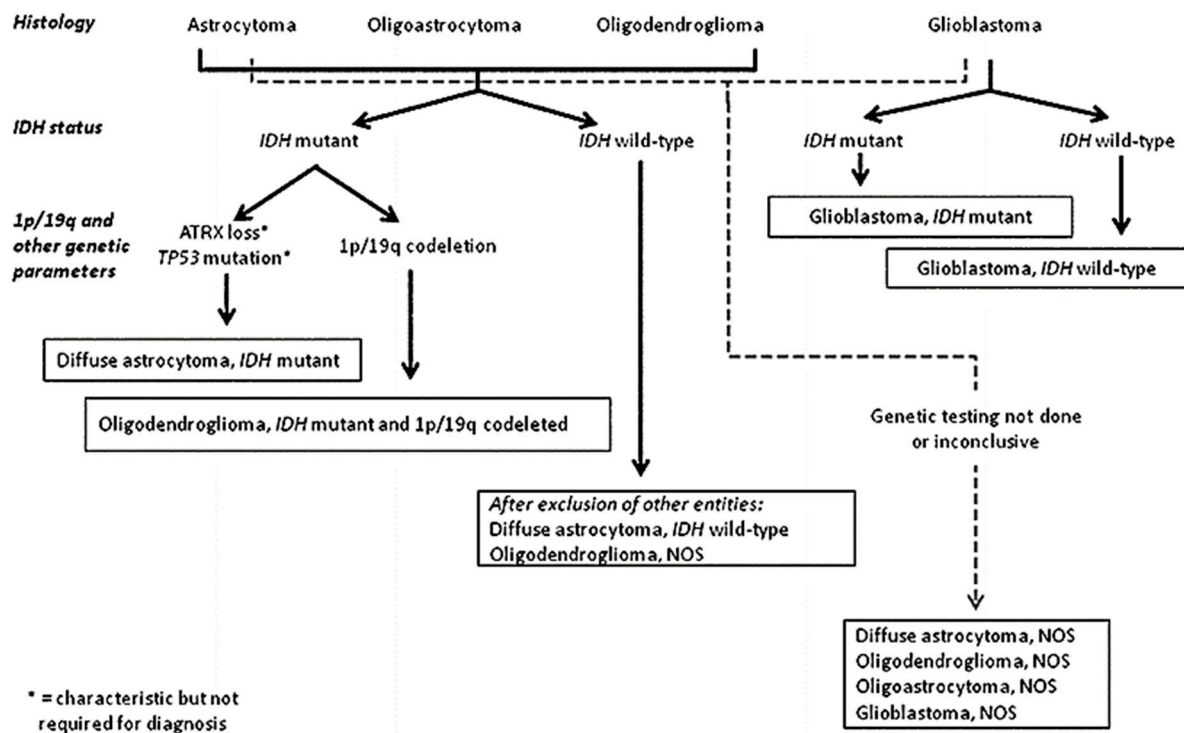 Histology
Astrocytoma
Oligoastrocytoma
Oligodendroglioma
Glioblastoma
IDH status
IDH mutant
IDH wild-type
IDH mutant
IDH wild-type
1p/19q and
other genetic
parameters
ATRX loss*
TP53 mutation*
1p/19q codeletion
Glioblastoma, IDH mutant
Glioblastoma, IDH wild-type
Diffuse astrocytoma, IDH mutant
Oligodendroglioma, IDH mutant and 1p/19q codeleted
Genetic testing not done
or inconclusive
After exclusion of other entities:
Diffuse astrocytoma, IDH wild-type
Oligodendroglioma, NOS
Diffuse astrocytoma, NOS
Oligodendroglioma, NOS
Oligoastrocytoma, NOS
Glioblastoma, NOS
* = characteristic but not
required for diagnosis